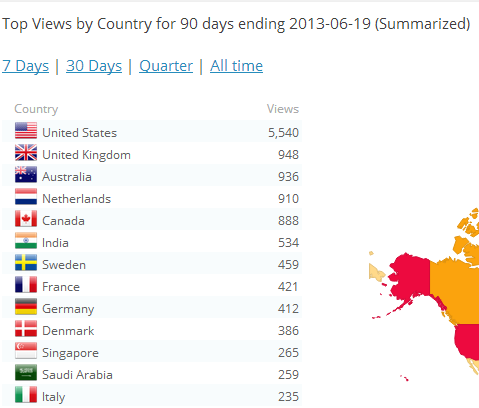 Top Views by Country for 90 days ending 2013-06-19 (Summarized)
7 Days | 30 Days | Quarter | All time
Country Views
United States 5,540
United Kingdom 948
Australia 936
Netherlands 910
Canada 888
India 534
Sweden 459
France 421
Germany 412
Denmark 386
Singapore 265
Saudi Arabia 259
Italy 235